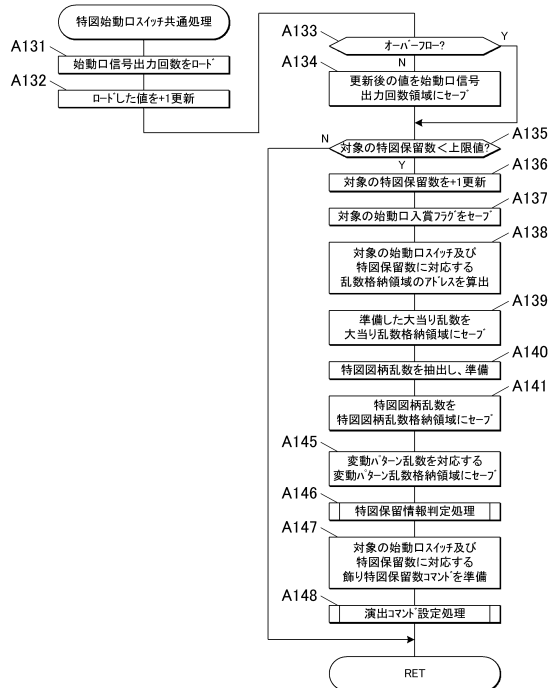 特図始動口スイッチ共通処理
A131
始動口信号出力回数をロード
A132
ロードした値を+1更新
A133
オーバーフロー?
Y
N
A134
更新後の値を始動口信号
出力回数領域にセーブ
A135
対象の特図保留数<上限値?
N
Y
A136
対象の特図保留数を+1更新
A137
対象の始動口入賞フラグをセーブ
A138
対象の始動口スイッチ及び
特図保留数に対応する
乱数格納領域のアドレスを算出
A139
準備した大当り乱数を
大当り乱数格納領域にセーブ
A140
特図図柄乱数を抽出し、準備
A141
特図図柄乱数を
特図図柄乱数格納領域にセーブ
A145
変動パターン乱数を対応する
変動パターン乱数格納領域にセーブ
A146
特図保留情報判定処理
A147
対象の始動口スイッチ及び
特図保留数に対応する
飾り特図保留数コマンドを準備
A148
演出コマンド設定処理
RET